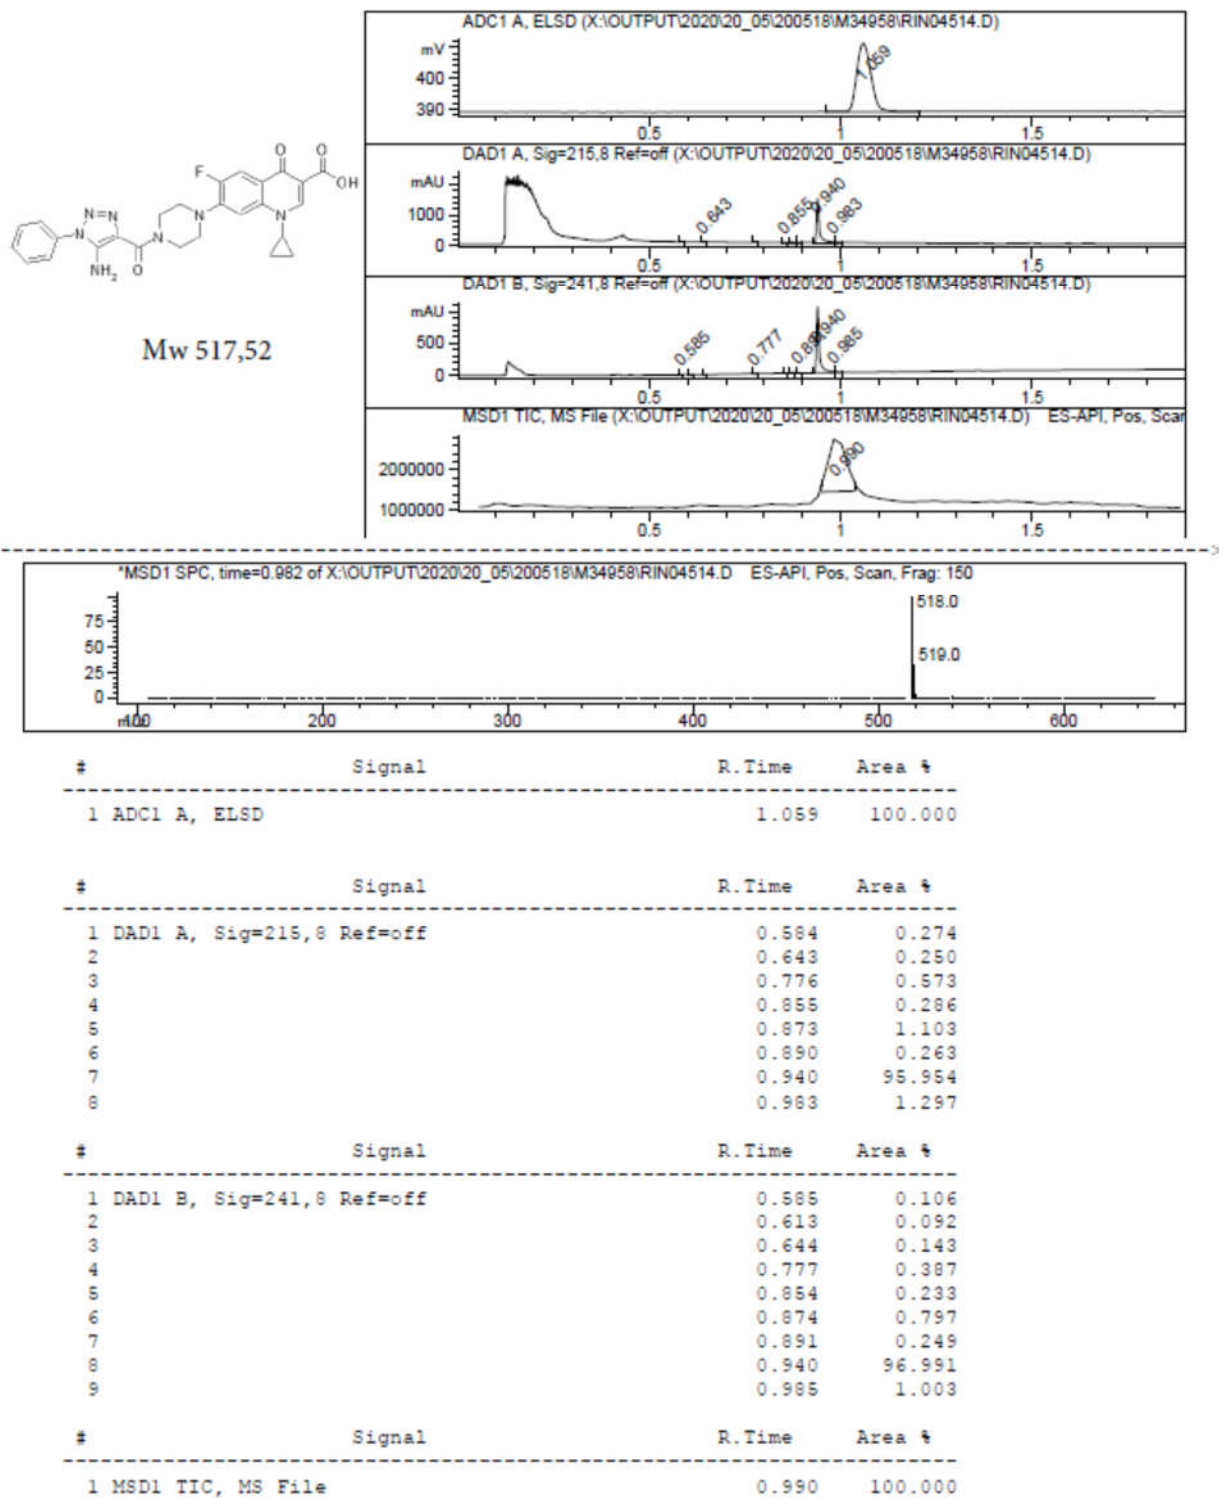 ADC1 A, ELSD (X:\OUTPUT\2020\20_05\200518\M34958\RIN04514.D)
mV
400
390
1.059
0.5
1
1.5
DAD1 A, Sig=215,8 Ref=off (X:\OUTPUT\2020\20_05\200518\M34958\RIN04514.D)
mAU
1000
0
0.643
0.855
0.940
0.983
0.5
1
1.5
DAD1 B, Sig=241,8 Ref=off (X:\OUTPUT\2020\20_05\200518\M34958\RIN04514.D)
mAU
500
0
0.585
0.777
0.940
0.985
0.5
1
1.5
MSD1 TIC, MS File (X:\OUTPUT\2020\20_05\200518\M34958\RIN04514.D) ES-API, Pos, Scan
2000000
1000000
0.990
0.5
1
1.5
F
O
O
OH
N=N
N
N
N
N
NH2
O
Mw 517,52
*MSD1 SPC, time=0.982 of X:\OUTPUT\2020\20_05\200518\M34958\RIN04514.D ES-API, Pos, Scan, Frag: 150
75
50
25
0
518.0
519.0
100 200 300 400 500 600
# Signal R.Time Area %
1 ADC1 A, ELSD 1.059 100.000
# Signal R.Time Area %
1 DAD1 A, Sig=215,8 Ref=off 0.584 0.274
2 0.643 0.250
3 0.776 0.573
4 0.855 0.286
5 0.873 1.103
6 0.890 0.263
7 0.940 95.954
8 0.983 1.297
# Signal R.Time Area %
1 DAD1 B, Sig=241,8 Ref=off 0.585 0.106
2 0.613 0.092
3 0.644 0.143
4 0.777 0.387
5 0.854 0.233
6 0.874 0.797
7 0.891 0.249
8 0.940 96.991
9 0.985 1.003
# Signal R.Time Area %
1 MSD1 TIC, MS File 0.990 100.000